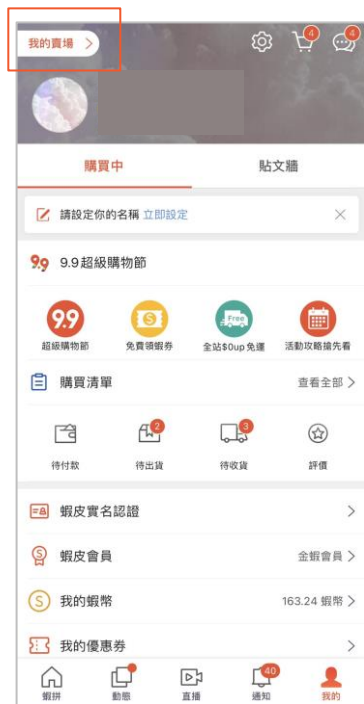 我的賣場 >
4
4
購買中
貼文牆
請設定你的名稱 立即設定
9.9 9.9超級購物節
9.9
S
Free
超級購物節
免費領蝦券
全站$0up免運
活動攻略搶先看
購買清單
查看全部 >
2
3
待付款
待出貨
待收貨
評價
蝦皮實名認證
S 蝦皮會員
金蝦會員 >
S 我的蝦幣
163.24 蝦幣 >
我的優惠券
40
蝦拼
動態
直播
通知
我的